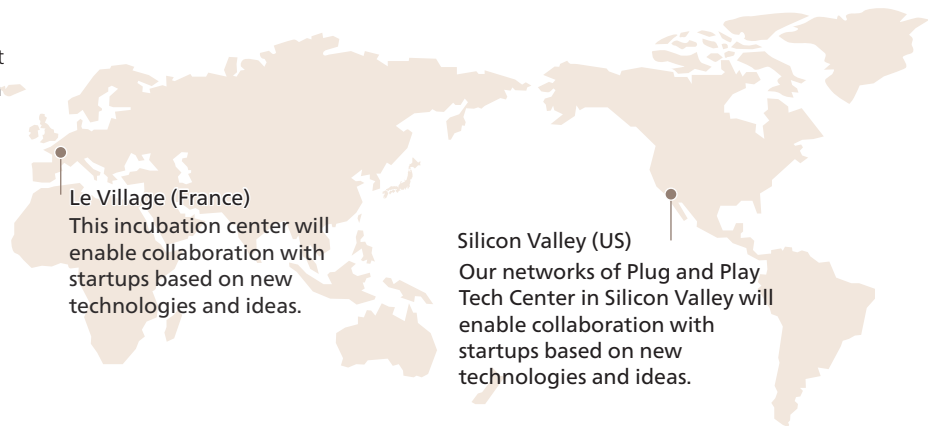 t
Le Village (France)
This incubation center will
enable collaboration with
startups based on new
technologies and ideas.
Silicon Valley (US)
Our networks of Plug and Play
Tech Center in Silicon Valley will
enable collaboration with
startups based on new
technologies and ideas.